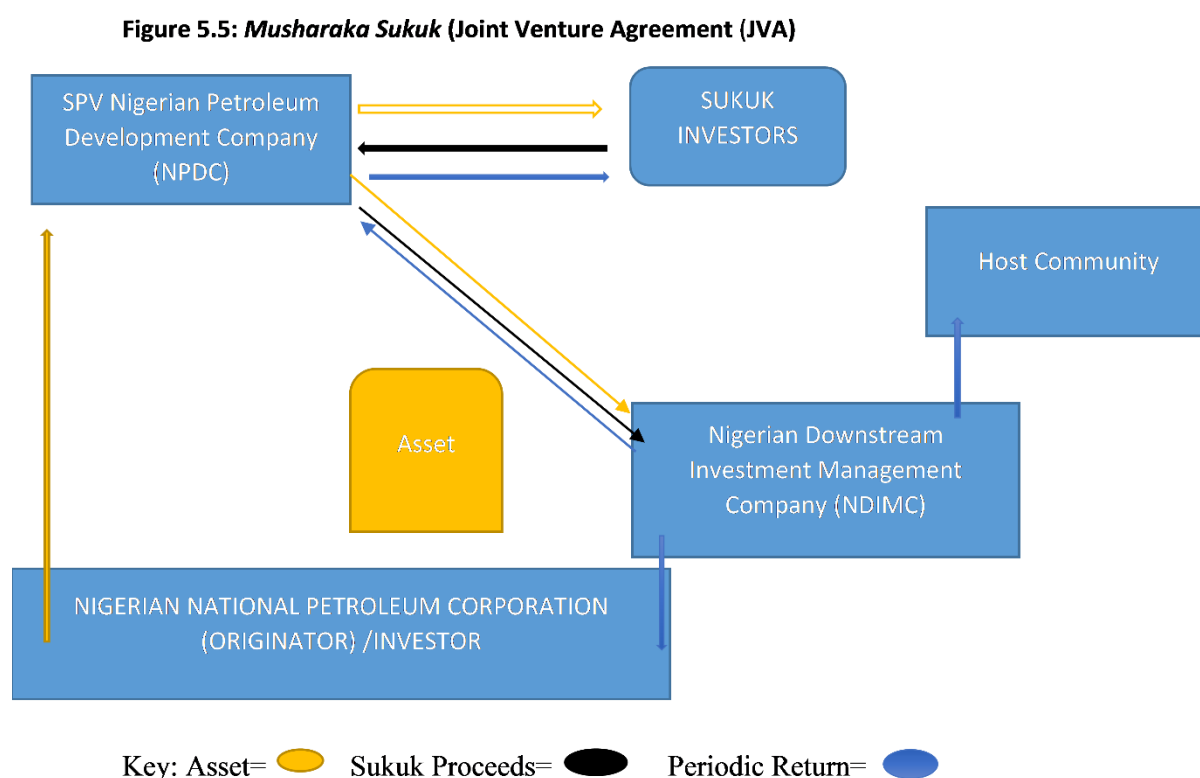 Figure 5.5: Musharaka Sukuk (Joint Venture Agreement (JVA)
SPV Nigerian Petroleum
Development Company
(NPDC)
SUKUK
INVESTORS
Host Community
Asset
Nigerian Downstream
Investment Management
Company (NDIMC)
NIGERIAN NATIONAL PETROLEUM CORPORATION
(ORIGINATOR) /INVESTOR
Key: Asset= Sukuk Proceeds= Periodic Return=